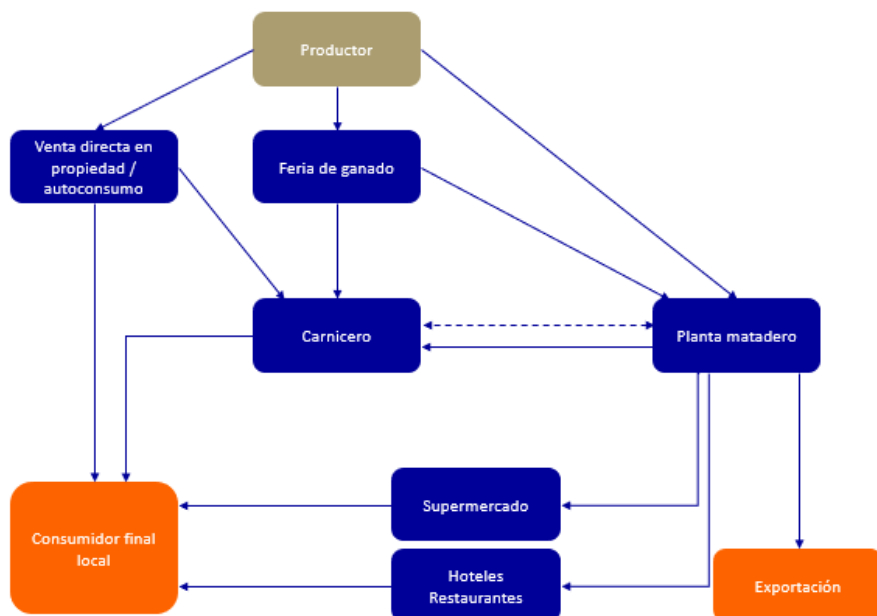 Productor
Venta directa en
propiedad /
autoconsumo
Feria de ganado
Carnicero
Planta matadero
Supermercado
Consumidor final
local
Hoteles
Restaurantes
Exportación